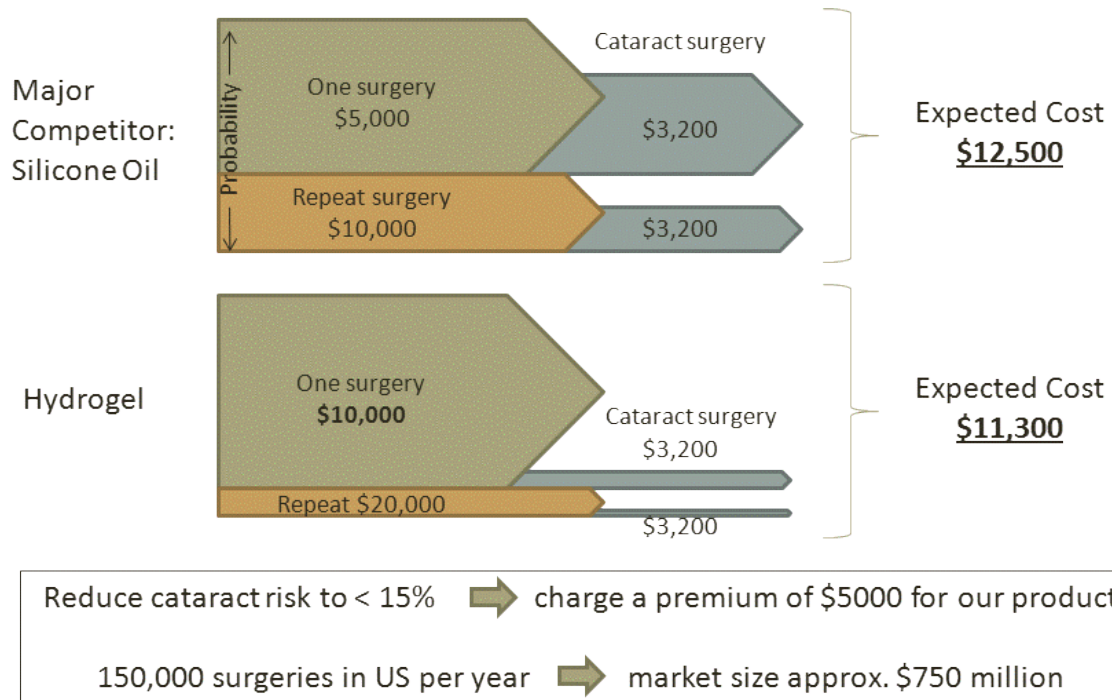 Major
Competitor:
Silicone Oil
Probability
One surgery
$5,000
Cataract surgery
$3,200
Repeat surgery
$10,000
$3,200
Expected Cost
$12,500
Hydrogel
One surgery
$10,000
Cataract surgery
$3,200
Repeat $20,000
$3,200
Expected Cost
$11,300
Reduce cataract risk to < 15% charge a premium of $5000 for our product
150,000 surgeries in US per year market size approx. $750 million